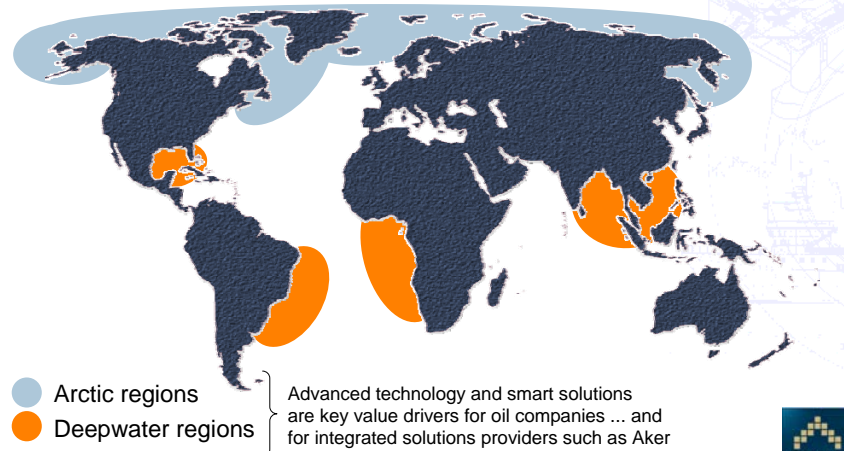 Arctic regions
Deepwater regions
Advanced technology and smart solutions
are key value drivers for oil companies ... and
for integrated solutions providers such as Aker